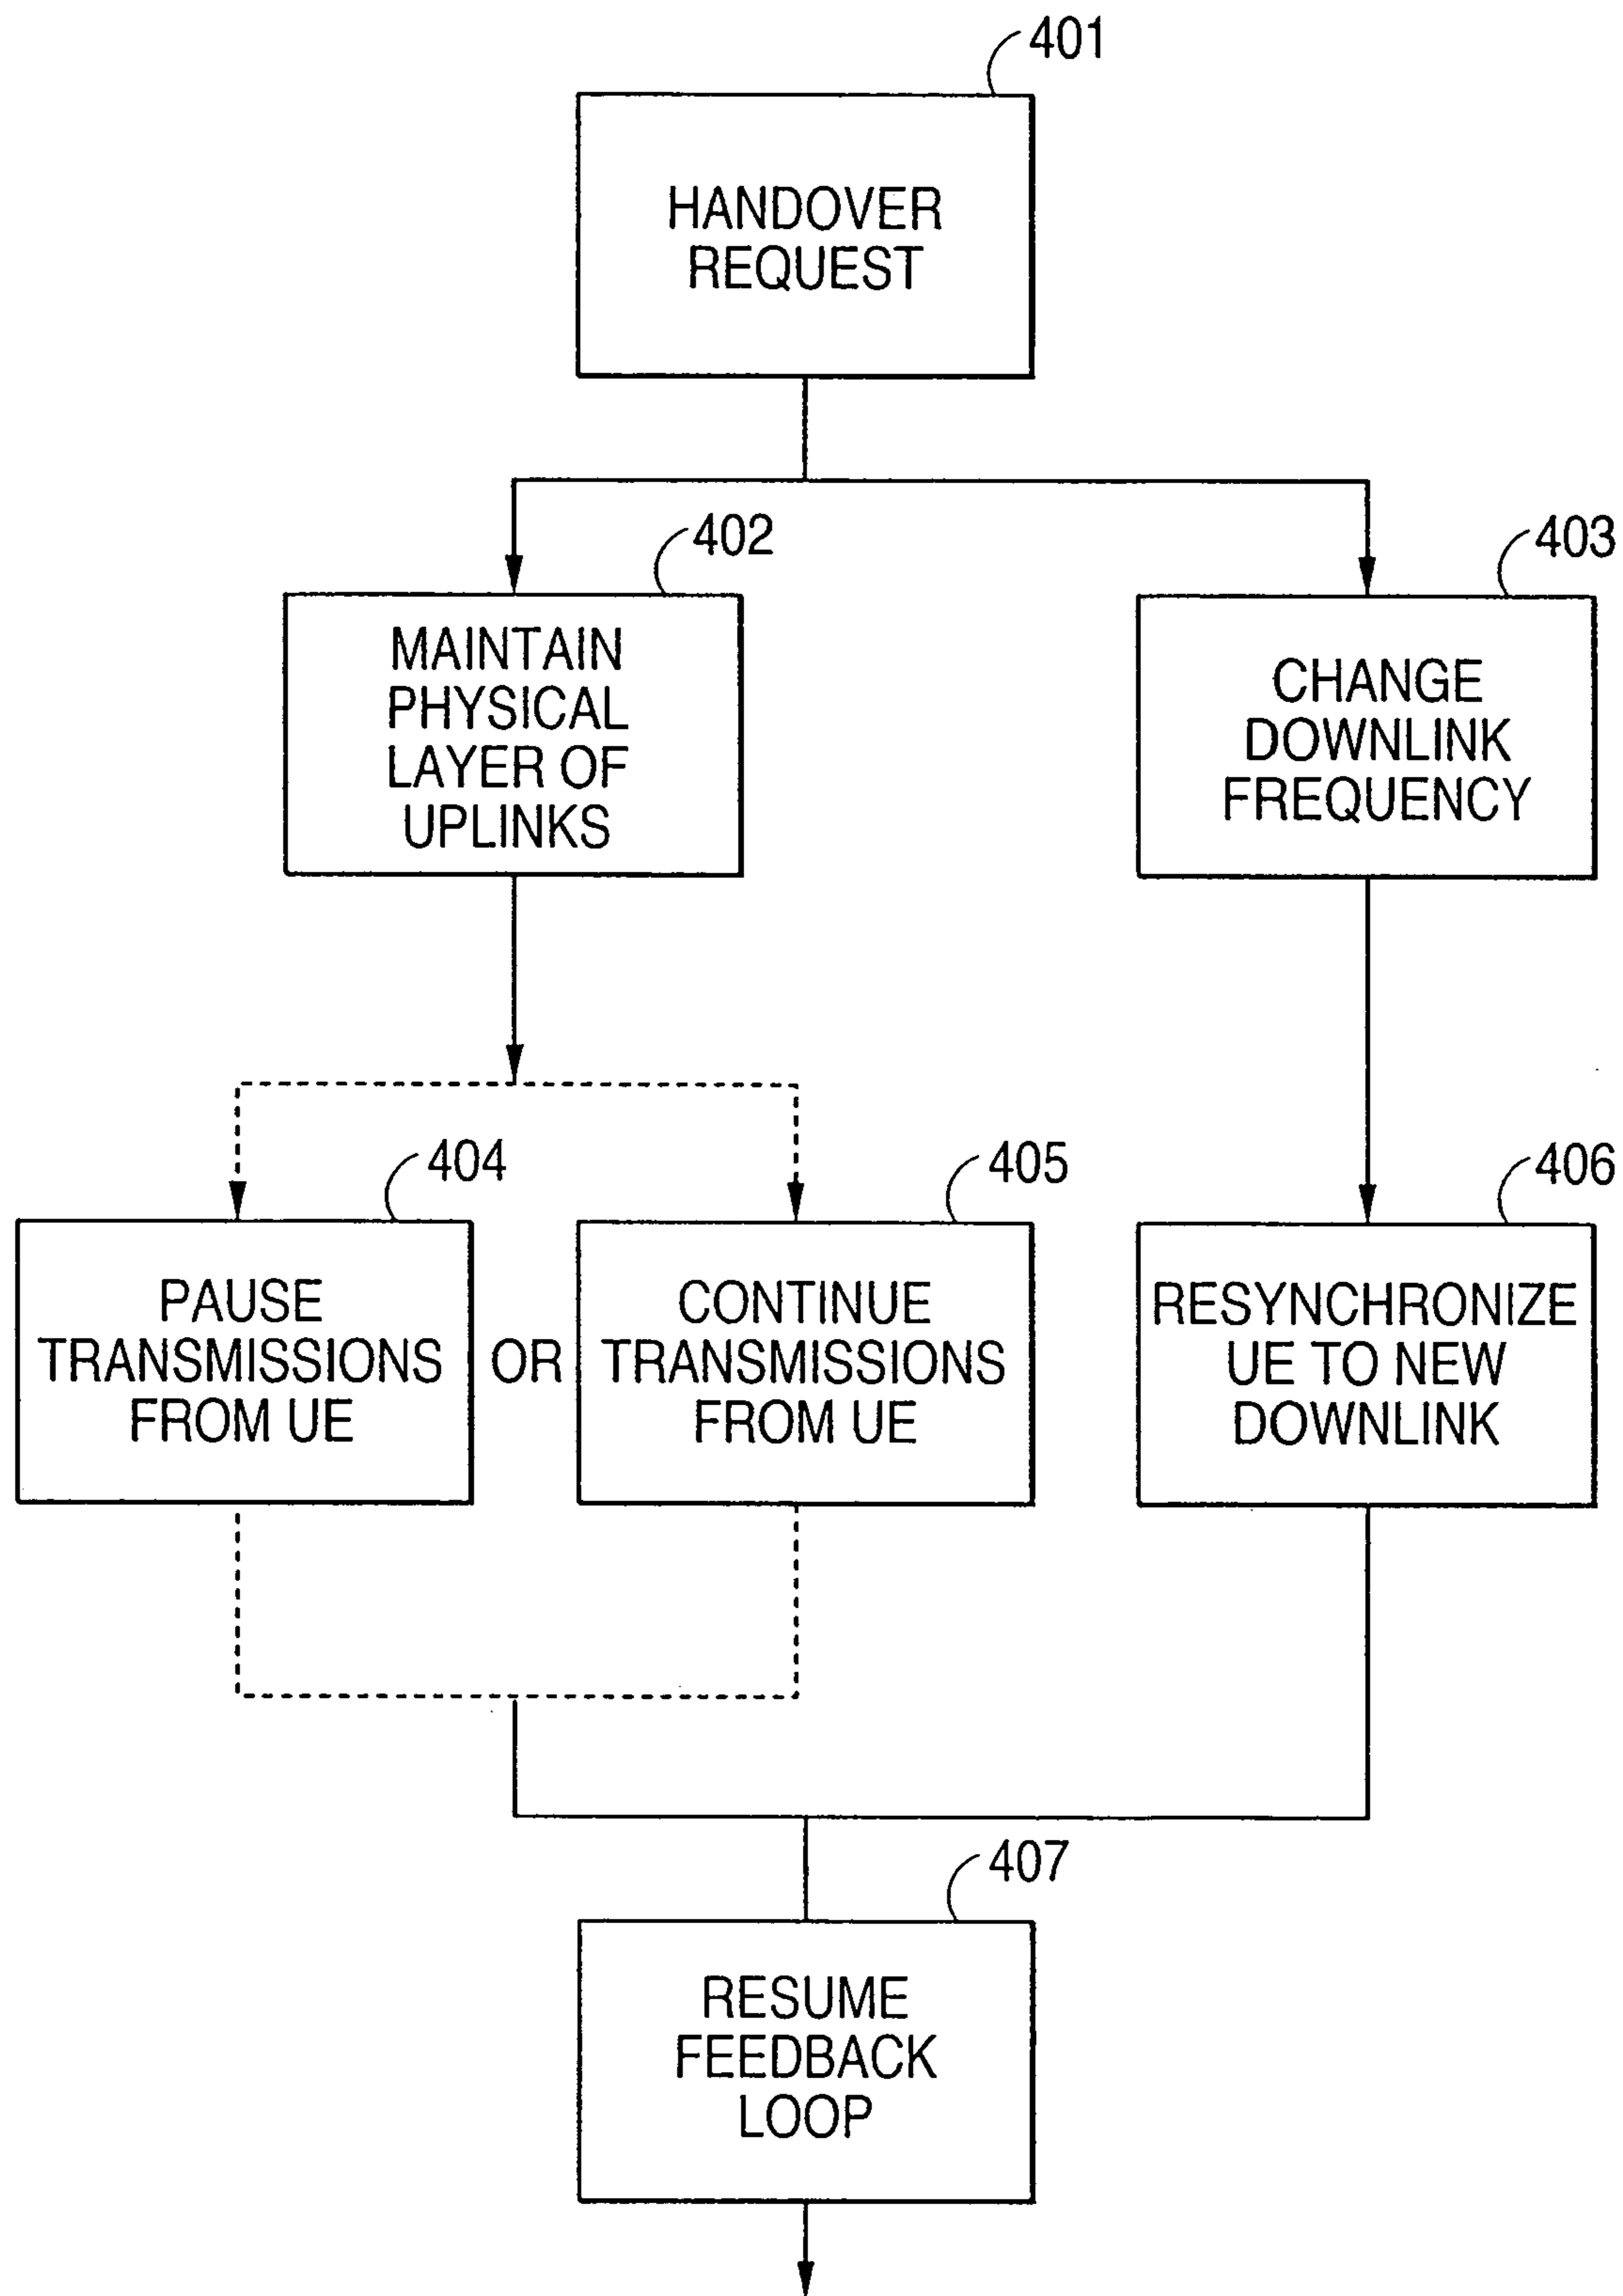 401
HANDOVER
REQUEST
402
MAINTAIN
PHYSICAL
LAYER OF
UPLINKS
403
CHANGE
DOWNLINK
FREQUENCY
404
PAUSE
TRANSMISSIONS
FROM UE
OR
405
CONTINUE
TRANSMISSIONS
FROM UE
406
RESYNCHRONIZE
UE TO NEW
DOWNLINK
407
RESUME
FEEDBACK
LOOP